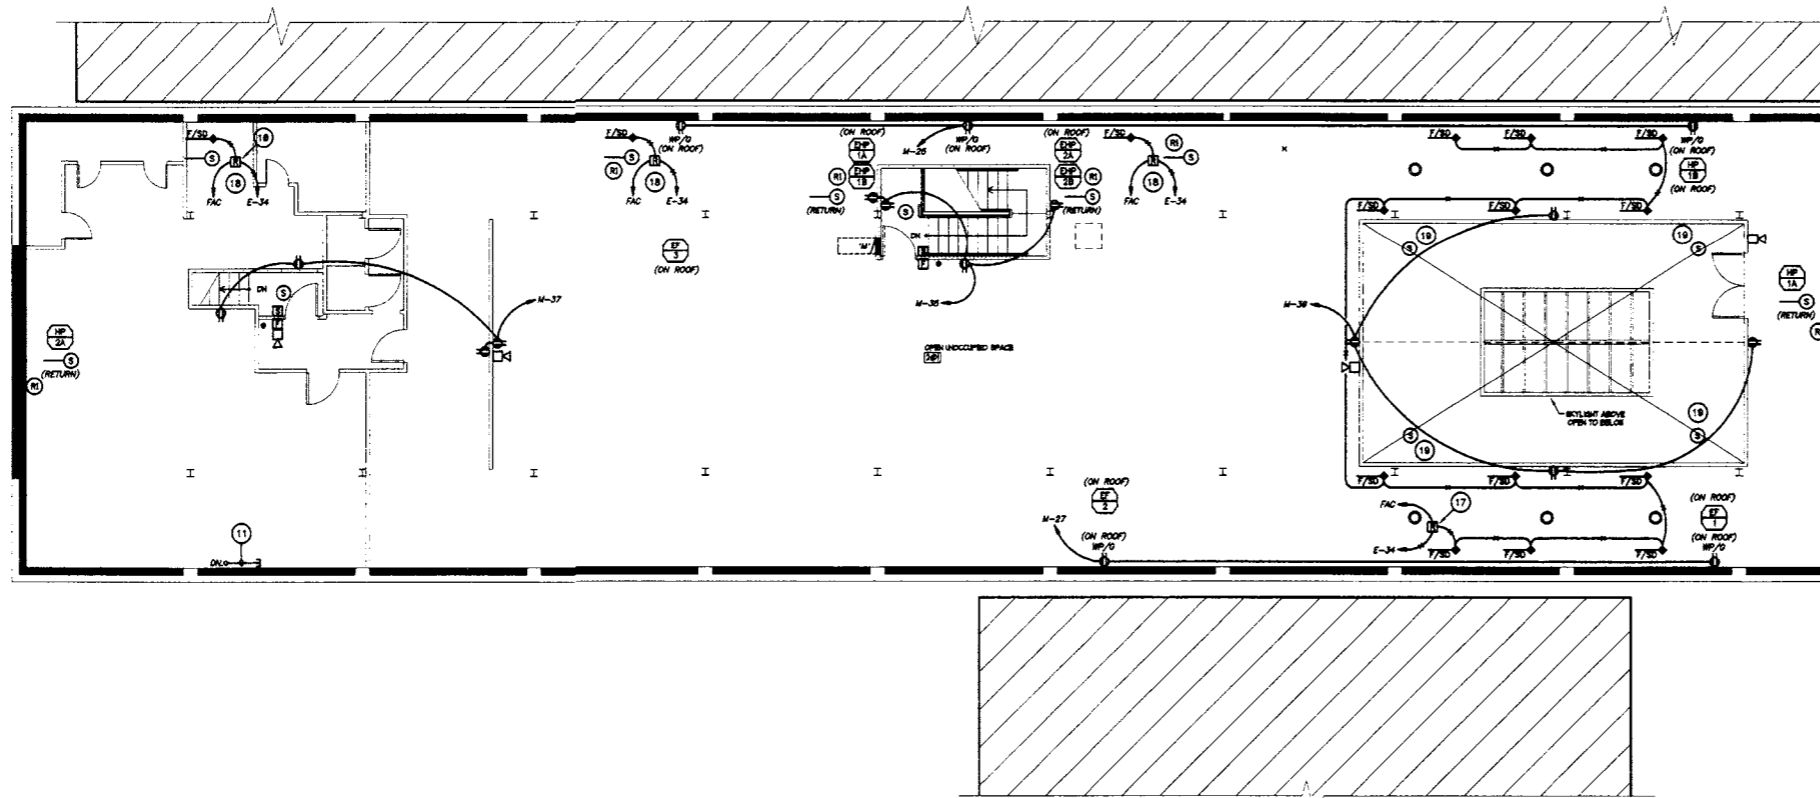 F/SD
18
S
18
FAC
E-34
F/SD
WP/G
(ON ROOF)
S
R1
18
FAC
E-34
EF
3
(ON ROOF)
(ON ROOF)
EHP
1A
EHP
1B
R1
S
(RETURN)
M-25
WP/G
(ON ROOF)
(ON ROOF)
EHP
2A
EHP
2B
R1
S
(RETURN)
F/SD
R1
S
18
FAC
E-34
S
DN
"M"
F
M-35
F/SD
F/SD
F/SD
WP/G
(ON ROOF)
HP
1B
(ON ROOF)
F/SD
F/SD
F/SD
19
S
19
S
HP
1A
S
(RETURN)
DN
S
S
F
M-37
HP
2A
S
(RETURN)
R1
OPEN UNOCCUPIED SPACE
M-38
SKYLIGHT ABOVE
OPEN TO BELOW
19
S
S
19
F/SD
F/SD
F/SD
11
DN
M-27
(ON ROOF)
EF
2
(ON ROOF)
WP/G
FAC
17
E-34
F/SD
F/SD
F/SD
(ON ROOF)
EF
1
(ON ROOF)
WP/G